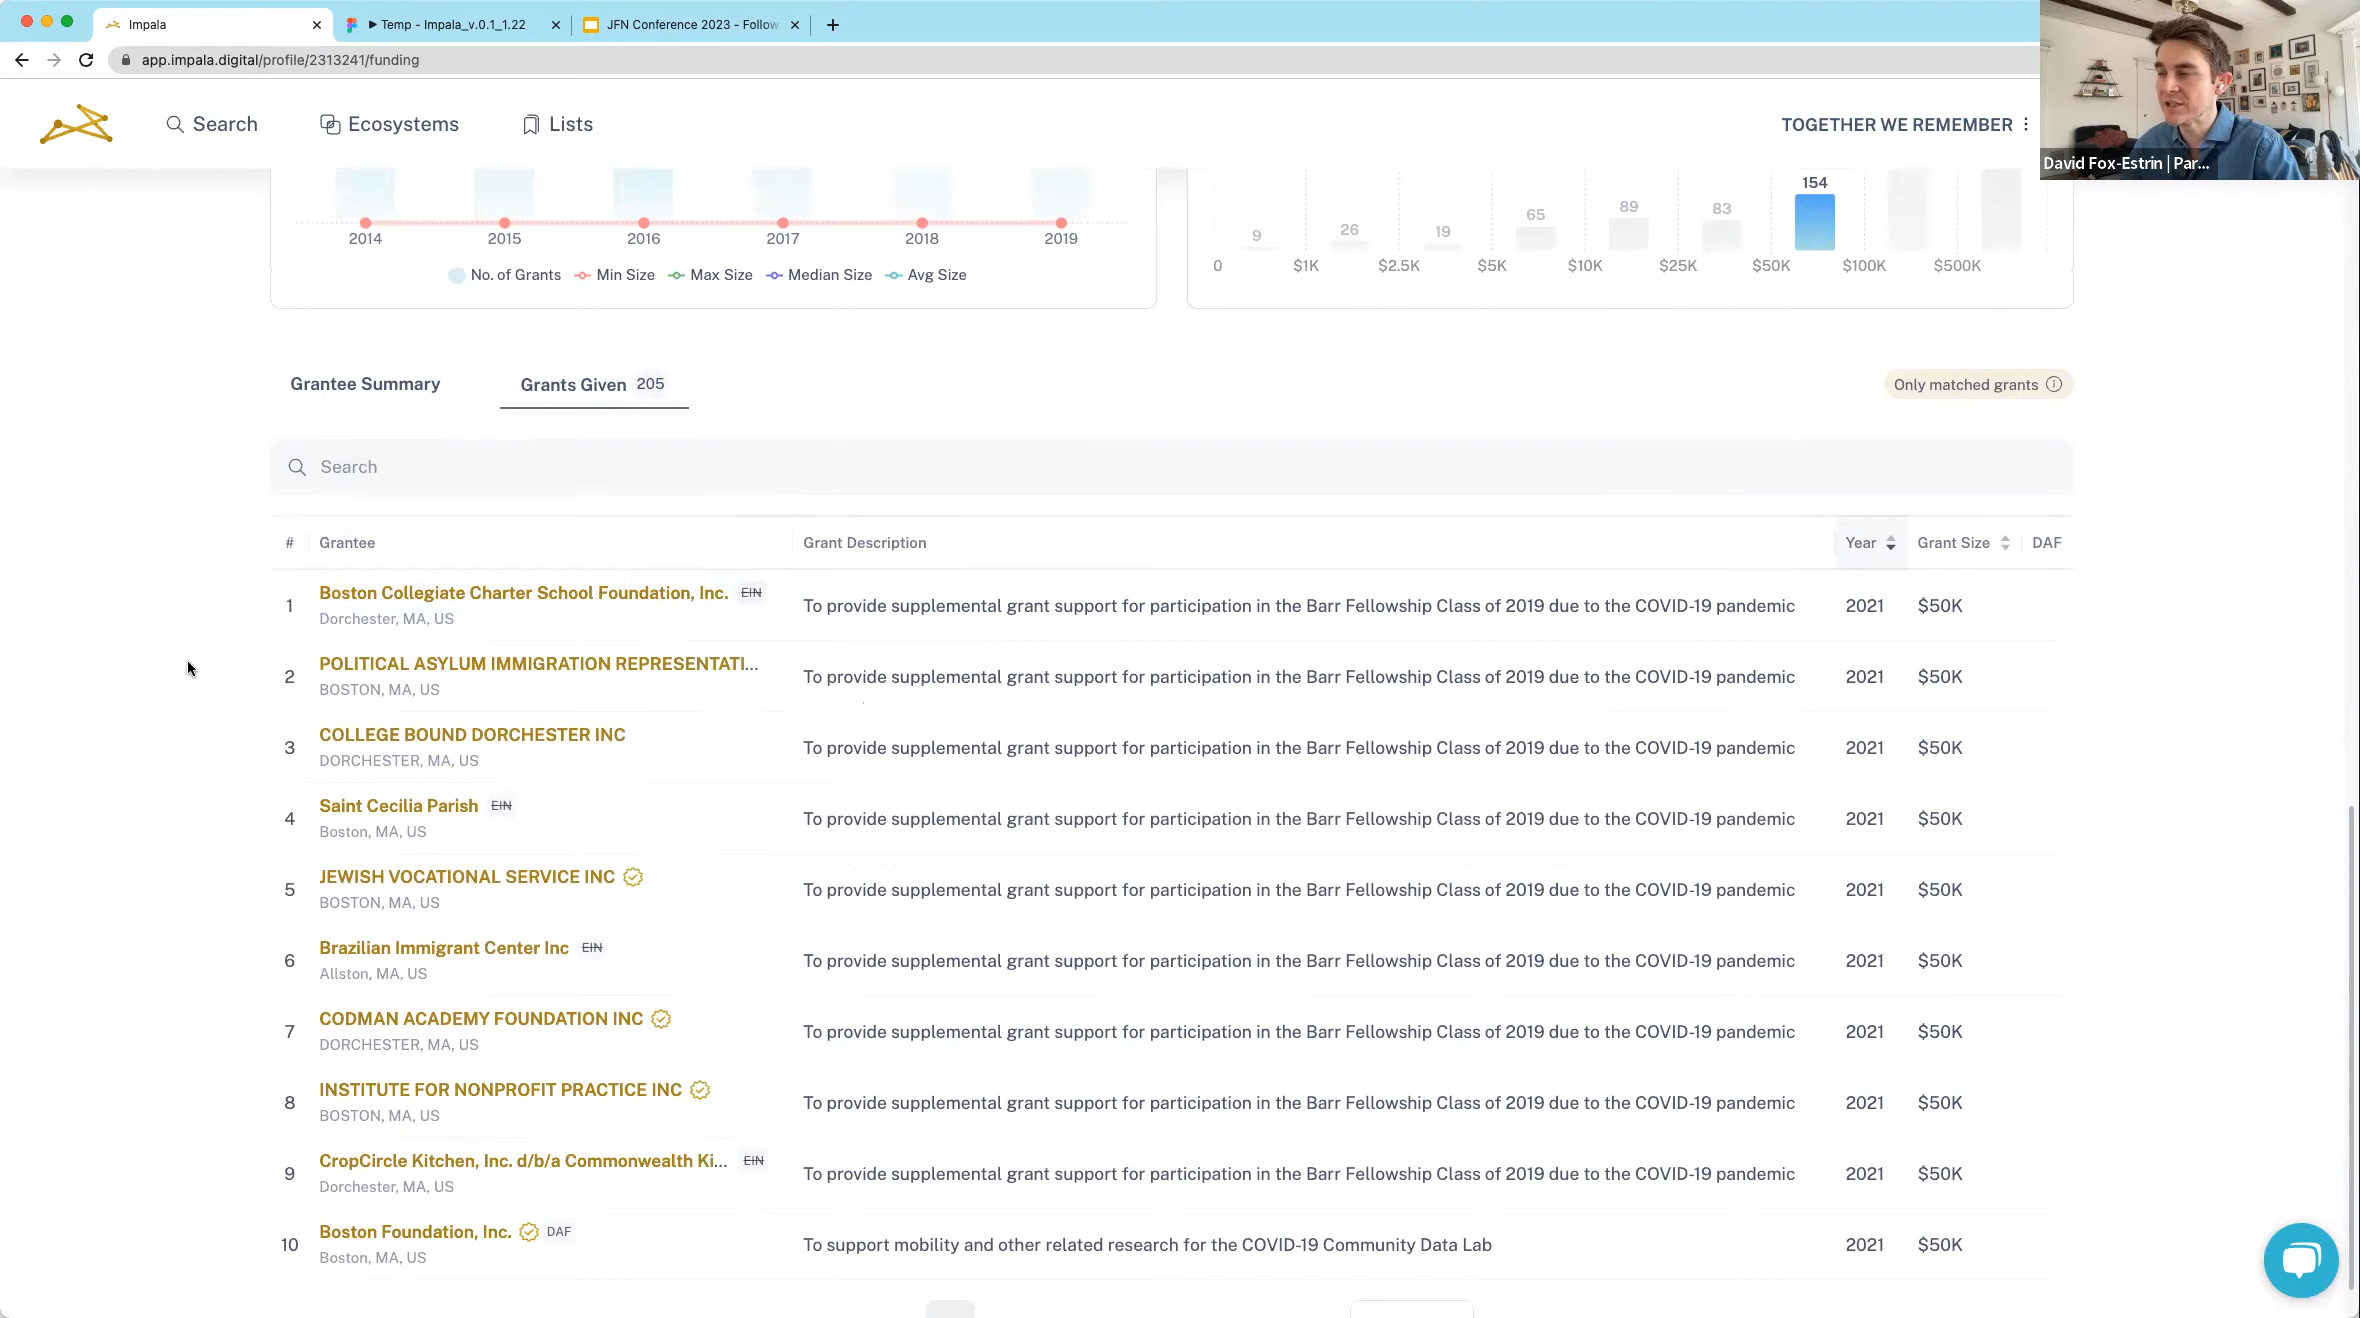 Impala
Temp - Impala_v.0.1_1.22
JFN Conference 2023 - Follow
app.impala.digital/profile/2313241/funding
Search
Ecosystems
Lists
TOGETHER WE REMEMBER
David Fox-Estrin | Par...
2014 2015 2016 2017 2018 2019
No. of Grants Min Size Max Size Median Size Avg Size
9 26 19 65 89 83 154
0 $1K $2.5K $5K $10K $25K $50K $100K $500K
Grantee Summary
Grants Given 205
Only matched grants
Search
# Grantee Grant Description Year Grant Size DAF
1 Boston Collegiate Charter School Foundation, Inc. EIN
Dorchester, MA, US
To provide supplemental grant support for participation in the Barr Fellowship Class of 2019 due to the COVID-19 pandemic 2021 $50K
2 POLITICAL ASYLUM IMMIGRATION REPRESENTATI...
BOSTON, MA, US
To provide supplemental grant support for participation in the Barr Fellowship Class of 2019 due to the COVID-19 pandemic 2021 $50K
3 COLLEGE BOUND DORCHESTER INC
DORCHESTER, MA, US
To provide supplemental grant support for participation in the Barr Fellowship Class of 2019 due to the COVID-19 pandemic 2021 $50K
4 Saint Cecilia Parish EIN
Boston, MA, US
To provide supplemental grant support for participation in the Barr Fellowship Class of 2019 due to the COVID-19 pandemic 2021 $50K
5 JEWISH VOCATIONAL SERVICE INC
BOSTON, MA, US
To provide supplemental grant support for participation in the Barr Fellowship Class of 2019 due to the COVID-19 pandemic 2021 $50K
6 Brazilian Immigrant Center Inc EIN
Allston, MA, US
To provide supplemental grant support for participation in the Barr Fellowship Class of 2019 due to the COVID-19 pandemic 2021 $50K
7 CODMAN ACADEMY FOUNDATION INC
DORCHESTER, MA, US
To provide supplemental grant support for participation in the Barr Fellowship Class of 2019 due to the COVID-19 pandemic 2021 $50K
8 INSTITUTE FOR NONPROFIT PRACTICE INC
BOSTON, MA, US
To provide supplemental grant support for participation in the Barr Fellowship Class of 2019 due to the COVID-19 pandemic 2021 $50K
9 CropCircle Kitchen, Inc. d/b/a Commonwealth Ki... EIN
Dorchester, MA, US
To provide supplemental grant support for participation in the Barr Fellowship Class of 2019 due to the COVID-19 pandemic 2021 $50K
10 Boston Foundation, Inc. DAF
Boston, MA, US
To support mobility and other related research for the COVID-19 Community Data Lab 2021 $50K